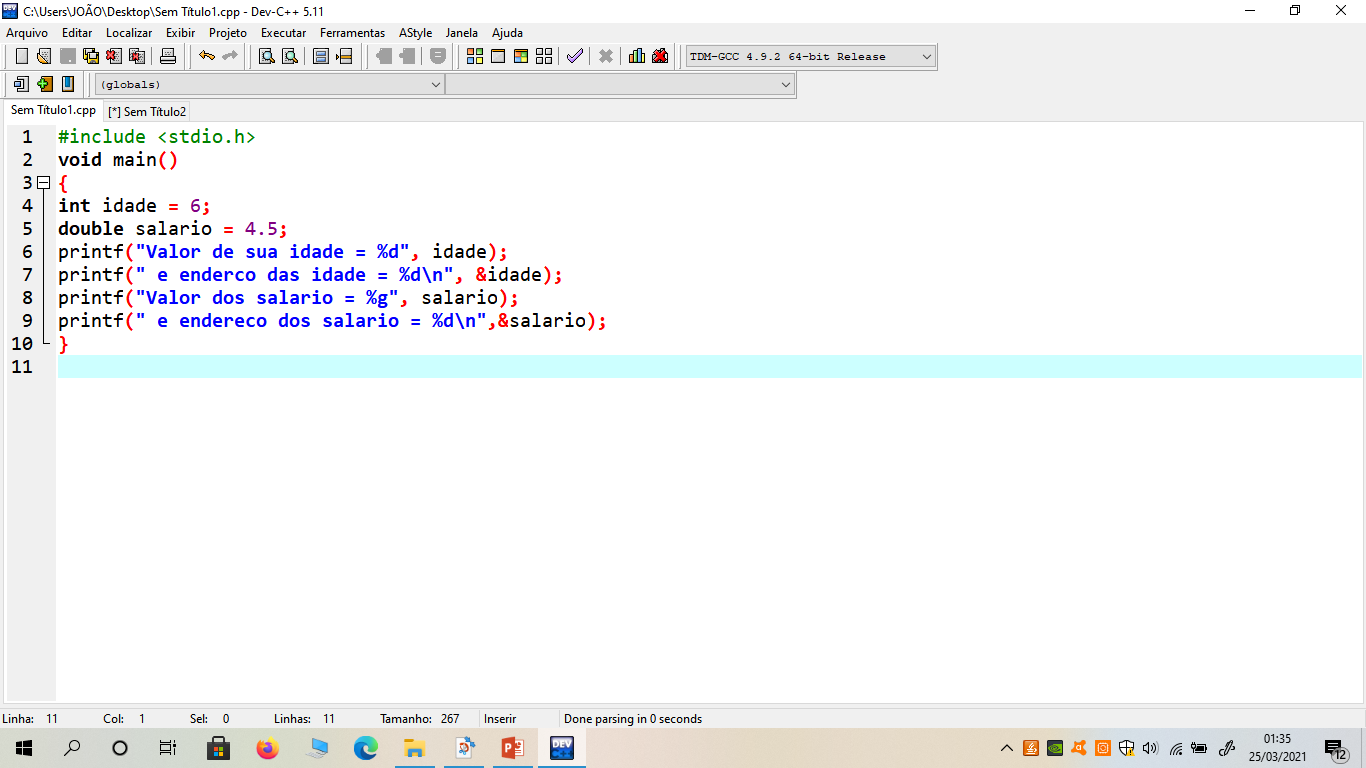 C:\Users\JOÃO\Desktop\Sem Título1.cpp - Dev-C++ 5.11
Arquivo Editar Localizar Exibir Projeto Executar Ferramentas AStyle Janela Ajuda
TDM-GCC 4.9.2 64-bit Release
(globals)
Sem Título1.cpp [*] Sem Título2
1 #include <stdio.h>
2 void main()
3 {
4 int idade = 6;
5 double salario = 4.5;
6 printf("Valor de sua idade = %d", idade);
7 printf(" e enderco das idade = %d\n", &idade);
8 printf("Valor dos salario = %g", salario);
9 printf(" e endereco dos salario = %d\n",&salario);
10 }
11
Linha: 11 Col: 1 Sel: 0 Linhas: 11 Tamanho: 267 Inserir Done parsing in 0 seconds
DEV
01:35
25/03/2021
12